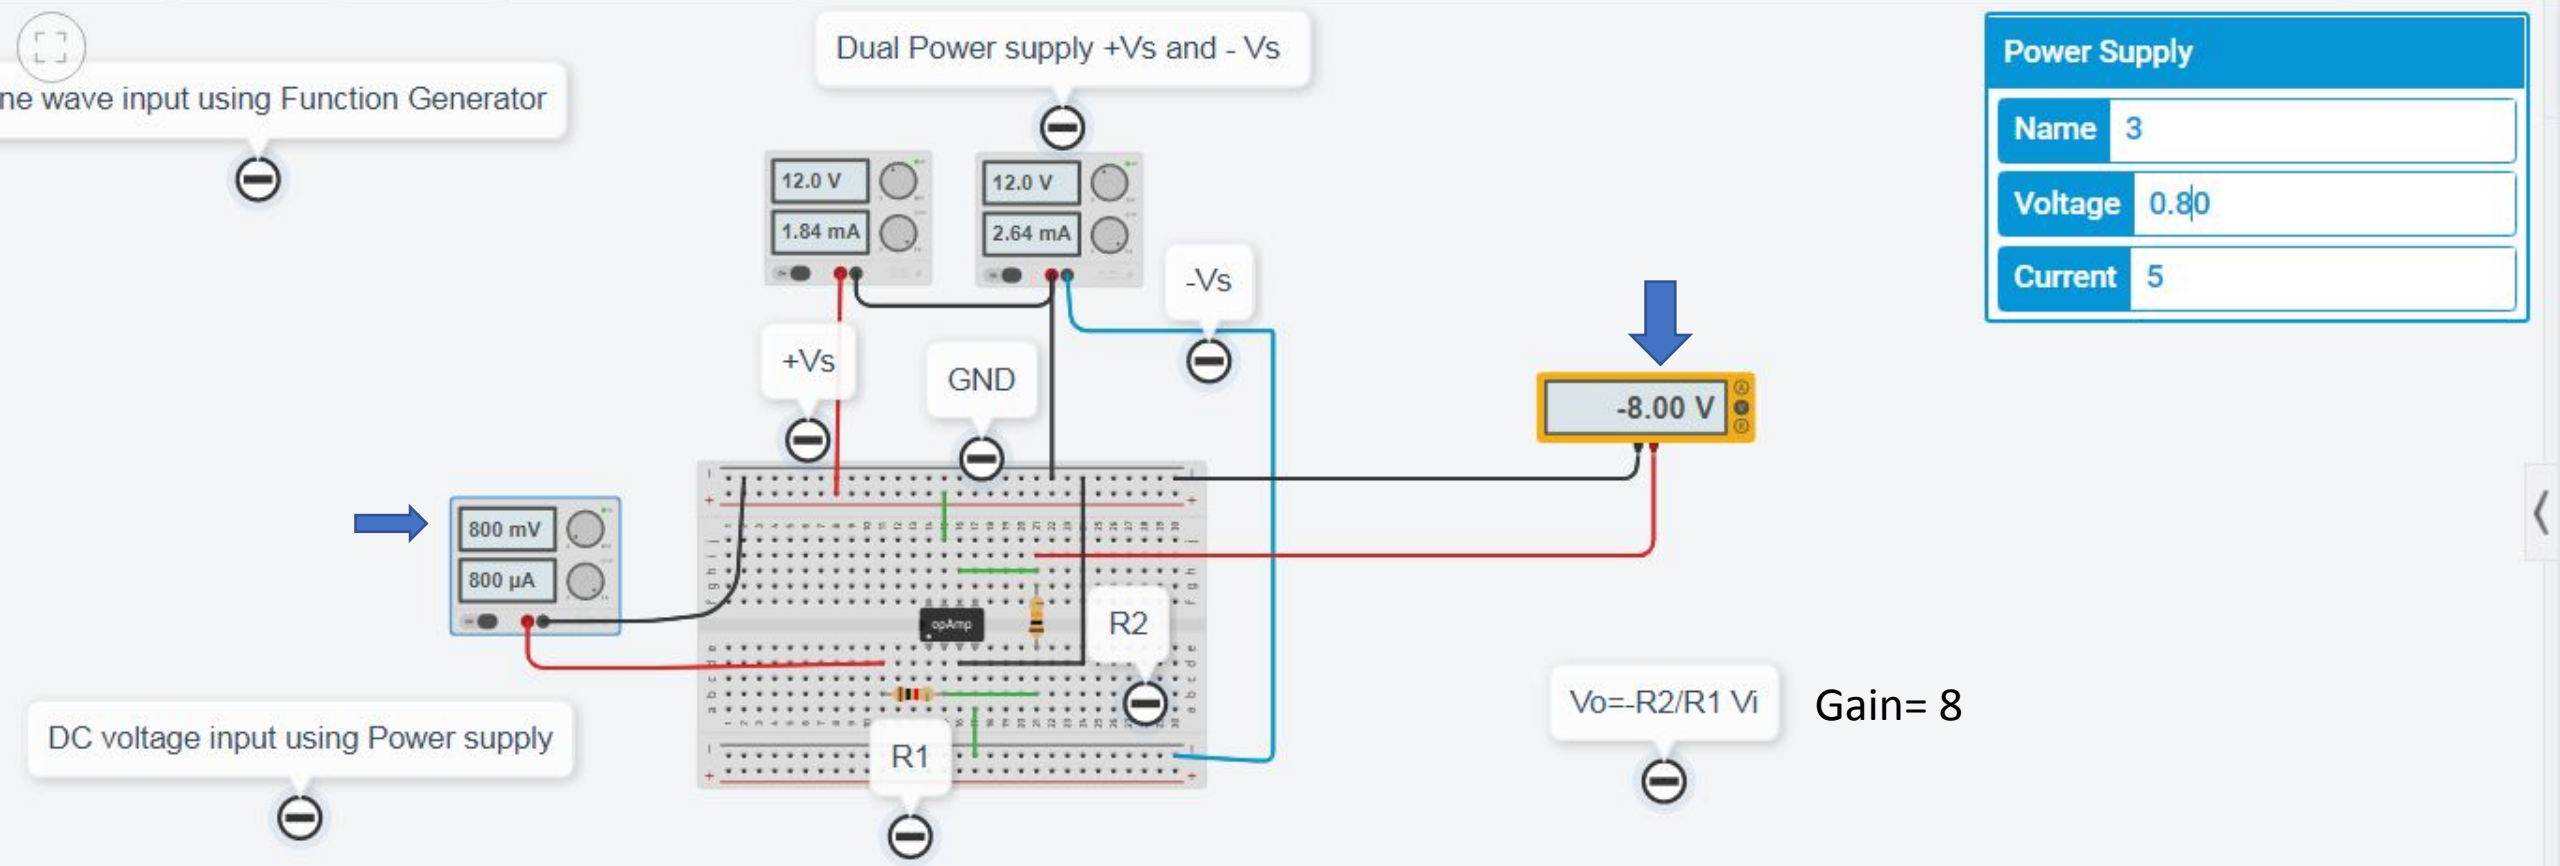 Dual Power supply +Vs and - Vs
ne wave input using Function Generator
Power Supply
Name 3
Voltage 0.80
Current 5
12.0 V
1.84 mA
12.0 V
2.64 mA
-Vs
+Vs
GND
-8.00 V
800 mV
800 µA
opAmp
R2
R1
DC voltage input using Power supply
Vo=-R2/R1 Vi
Gain= 8